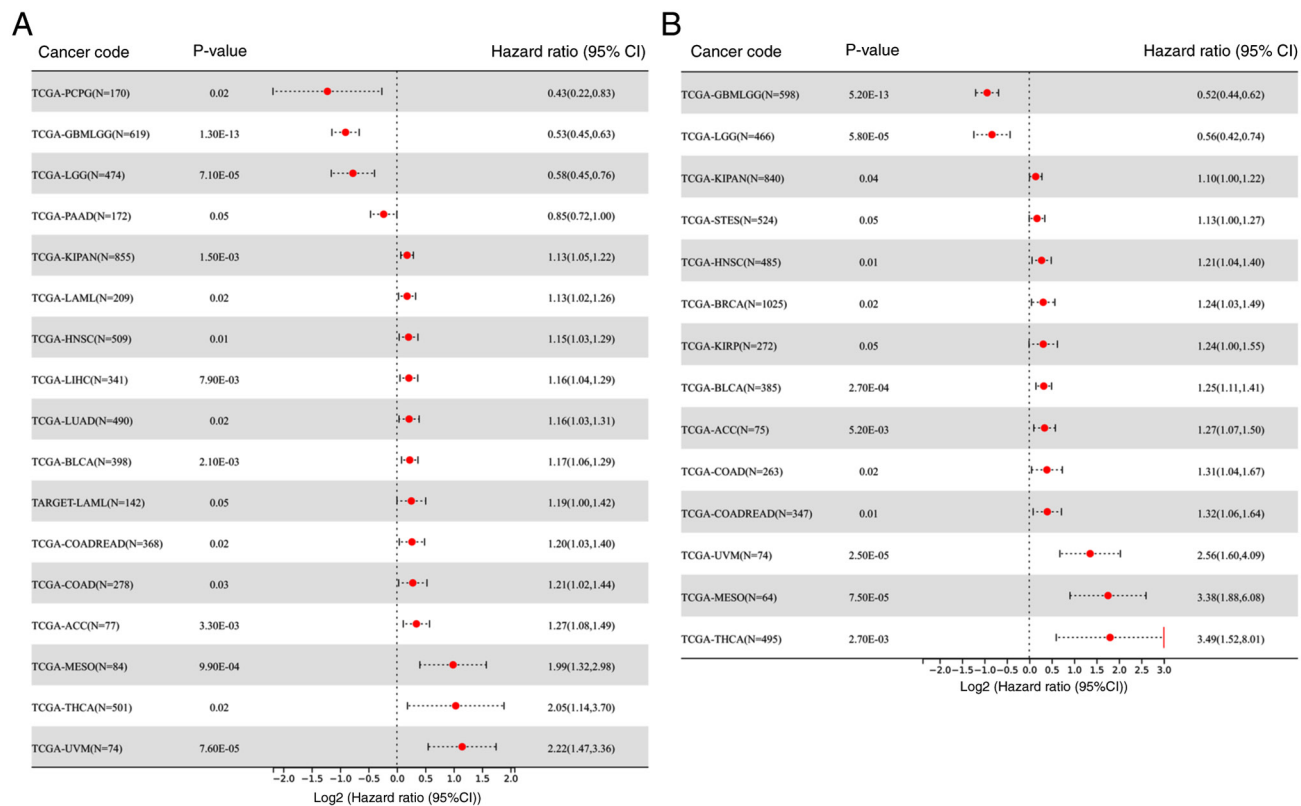 A
Cancer code P-value Hazard ratio (95% CI)
TCGA-PCPG(N=170) 0.02 0.43(0.22,0.83)
TCGA-GBMLGG(N=619) 1.30E-13 0.53(0.45,0.63)
TCGA-LGG(N=474) 7.10E-05 0.58(0.45,0.76)
TCGA-PAAD(N=172) 0.05 0.85(0.72,1.00)
TCGA-KIPAN(N=855) 1.50E-03 1.13(1.05,1.22)
TCGA-LAML(N=209) 0.02 1.13(1.02,1.26)
TCGA-HNSC(N=509) 0.01 1.15(1.03,1.29)
TCGA-LIHC(N=341) 7.90E-03 1.16(1.04,1.29)
TCGA-LUAD(N=490) 0.02 1.16(1.03,1.31)
TCGA-BLCA(N=398) 2.10E-03 1.17(1.06,1.29)
TARGET-LAML(N=142) 0.05 1.19(1.00,1.42)
TCGA-COADREAD(N=368) 0.02 1.20(1.03,1.40)
TCGA-COAD(N=278) 0.03 1.21(1.02,1.44)
TCGA-ACC(N=77) 3.30E-03 1.27(1.08,1.49)
TCGA-MESO(N=84) 9.90E-04 1.99(1.32,2.98)
TCGA-THCA(N=501) 0.02 2.05(1.14,3.70)
TCGA-UVM(N=74) 7.60E-05 2.22(1.47,3.36)
−2.0 −1.5 −1.0 −0.5 0.0 0.5 1.0 1.5 2.0
Log2 (Hazard ratio (95%CI))
B
Cancer code P-value Hazard ratio (95% CI)
TCGA-GBMLGG(N=598) 5.20E-13 0.52(0.44,0.62)
TCGA-LGG(N=466) 5.80E-05 0.56(0.42,0.74)
TCGA-KIPAN(N=840) 0.04 1.10(1.00,1.22)
TCGA-STES(N=524) 0.05 1.13(1.00,1.27)
TCGA-HNSC(N=485) 0.01 1.21(1.04,1.40)
TCGA-BRCA(N=1025) 0.02 1.24(1.03,1.49)
TCGA-KIRP(N=272) 0.05 1.24(1.00,1.55)
TCGA-BLCA(N=385) 2.70E-04 1.25(1.11,1.41)
TCGA-ACC(N=75) 5.20E-03 1.27(1.07,1.50)
TCGA-COAD(N=263) 0.02 1.31(1.04,1.67)
TCGA-COADREAD(N=347) 0.01 1.32(1.06,1.64)
TCGA-UVM(N=74) 2.50E-05 2.56(1.60,4.09)
TCGA-MESO(N=64) 7.50E-05 3.38(1.88,6.08)
TCGA-THCA(N=495) 2.70E-03 3.49(1.52,8.01)
−2.0−1.5−1.0−0.5 0.0 0.5 1.0 1.5 2.0 2.5 3.0
Log2 (Hazard ratio (95%CI))